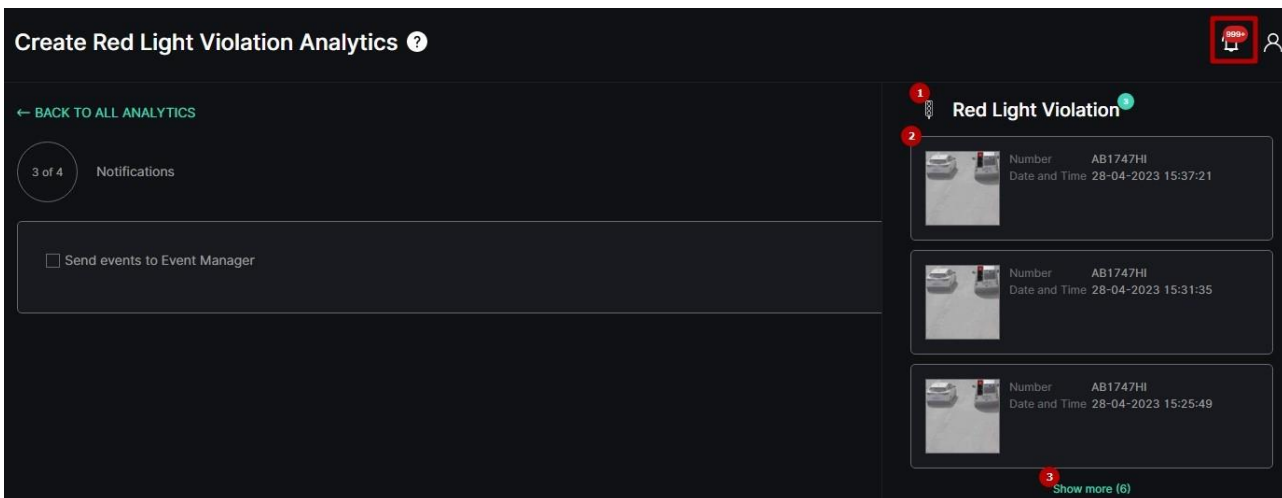 Create Red Light Violation Analytics ?
999+
← BACK TO ALL ANALYTICS
3 of 4 Notifications
Send events to Event Manager
1
Red Light Violation 3
2
Number AB1747HI
Date and Time 28-04-2023 15:37:21
Number AB1747HI
Date and Time 28-04-2023 15:31:35
Number AB1747HI
Date and Time 28-04-2023 15:25:49
3
Show more (6)